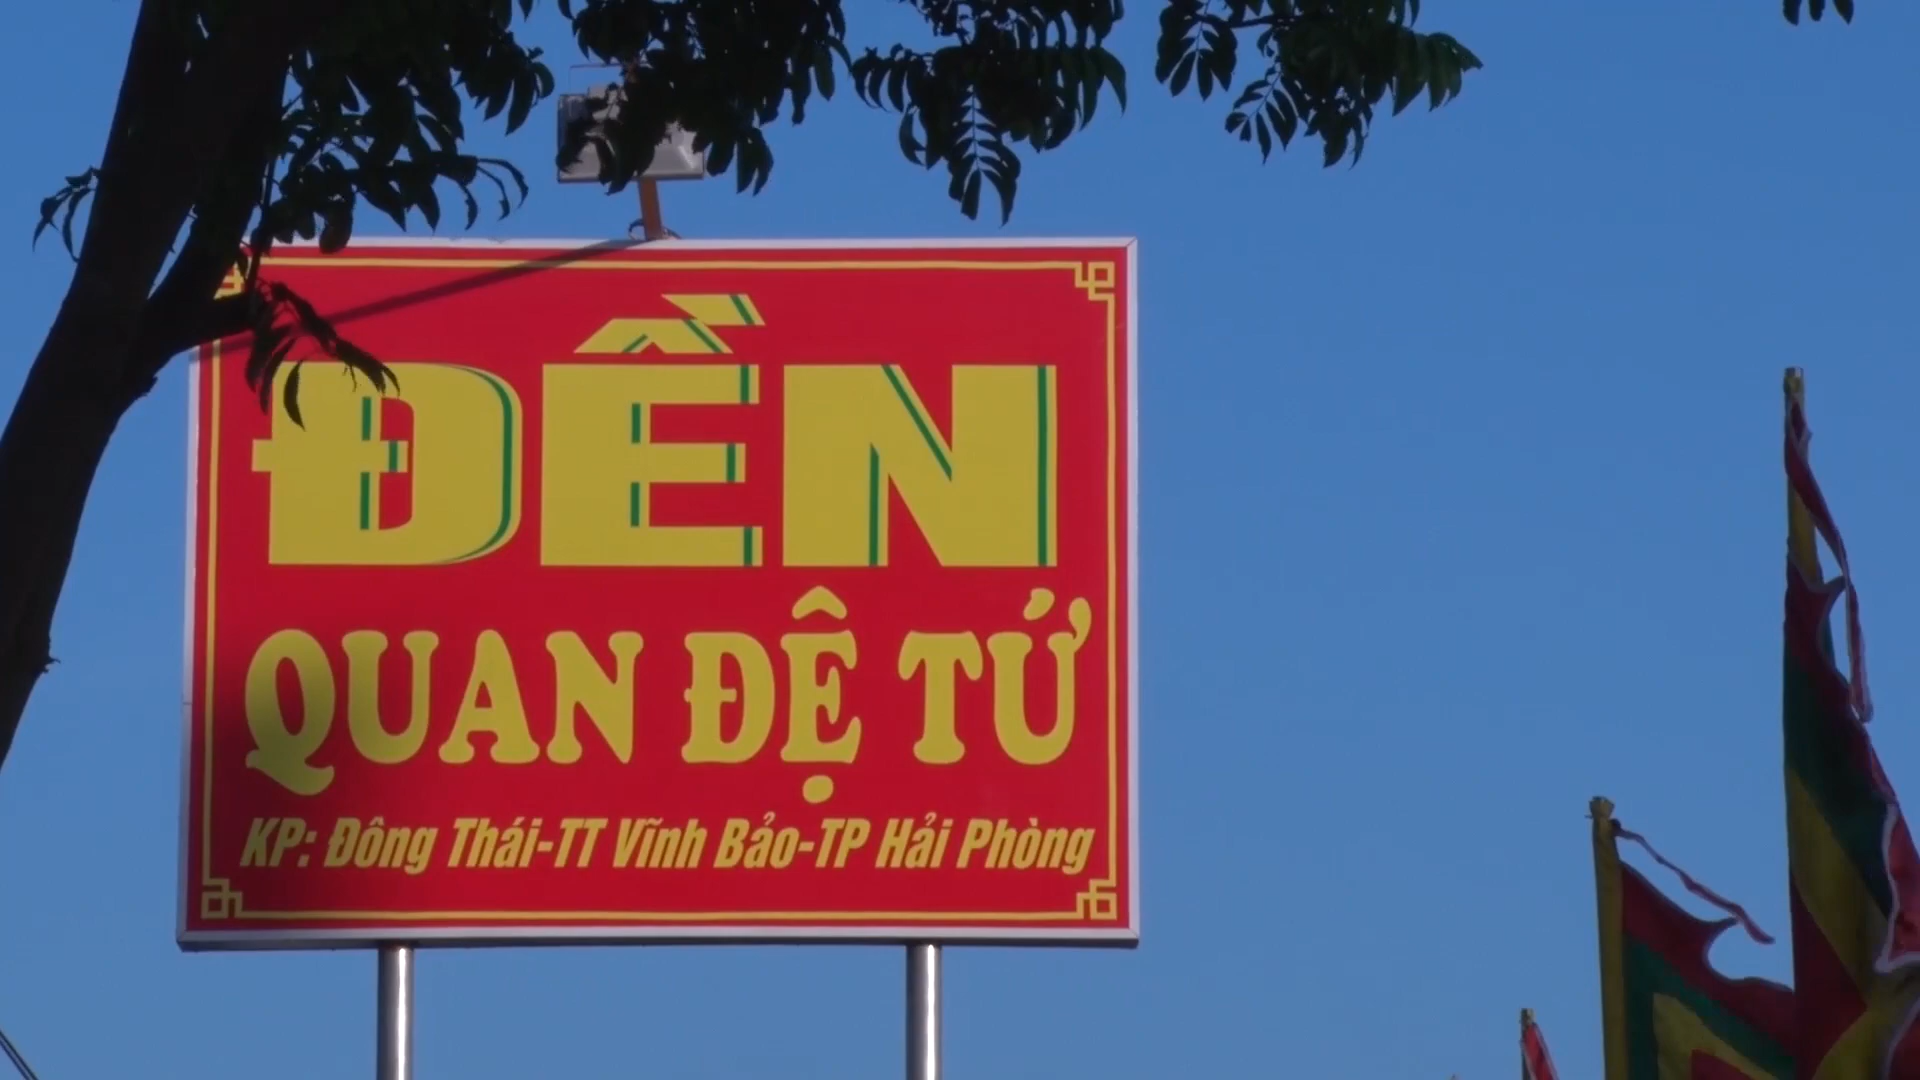 ĐỀN
QUAN ĐỆ TỨ
KP: Đông Thái-TT Vĩnh Bảo-TP Hải Phòng